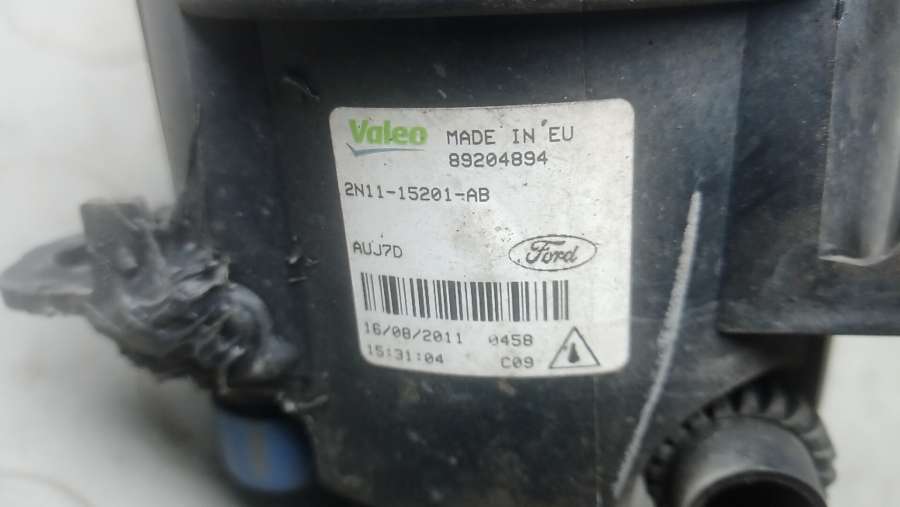 Valeo MADE IN EU
89204894
2N11-15201-AB
AUJ7D
Ford
16/08/2011 0458
15:31:04 C09